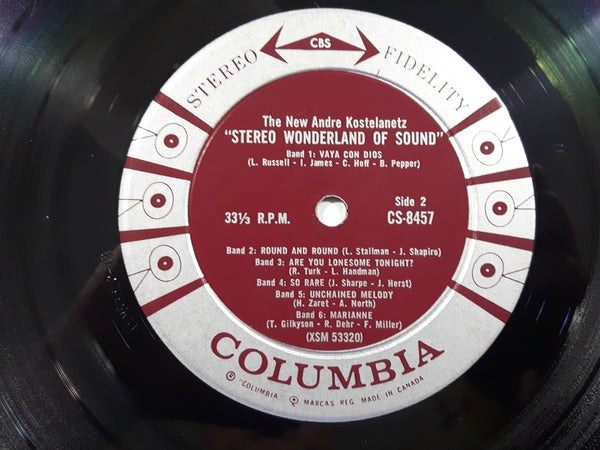 STEREO CBS FIDELITY
The New Andre Kostelanetz
"STEREO WONDERLAND OF SOUND"
Band 1: VAYA CON DIOS
(L. Russell - I. James - C. Hoff - B. Pepper)
Side 2
33⅓ R.P.M. CS-8457
Band 2: ROUND AND ROUND (L. Stallman - J. Shapiro)
Band 3: ARE YOU LONESOME TONIGHT?
(R. Turk - L. Handman)
Band 4: SO RARE (J. Sharpe - J. Herst)
Band 5: UNCHAINED MELODY
(H. Zaret - A. North)
Band 6: MARIANNE
(T. Gilkyson - R. Dehr - F. Miller)
(XSM 53320)
COLUMBIA
® "COLUMBIA MARCAS REG. MADE IN CANADA